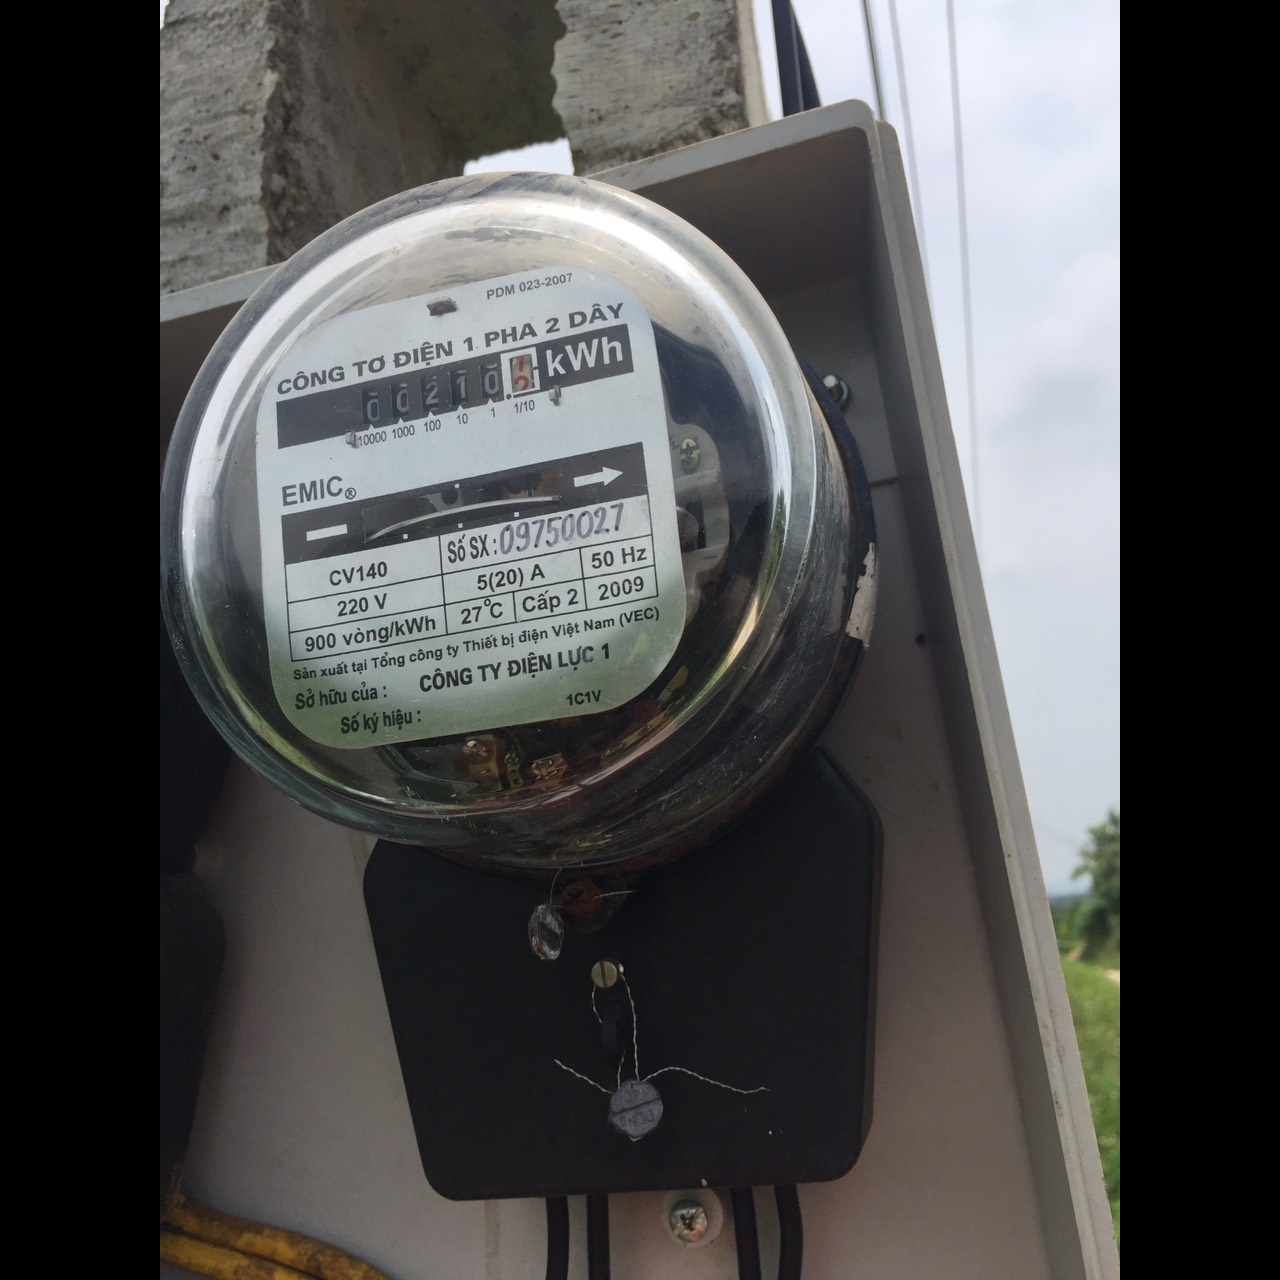 PDM 023-2007
CÔNG TƠ ĐIỆN 1 PHA 2 DÂY
00210. kWh
10000 1000 100 10 1 1/10
EMIC®
Số SX: 09750027
CV140 5(20) A 50 Hz
220 V 27°C Cấp 2 2009
900 vòng/kWh
Sản xuất tại Tổng công ty Thiết bị điện Việt Nam (VEC)
Sở hữu của : CÔNG TY ĐIỆN LỰC 1
Số ký hiệu : 1C1V